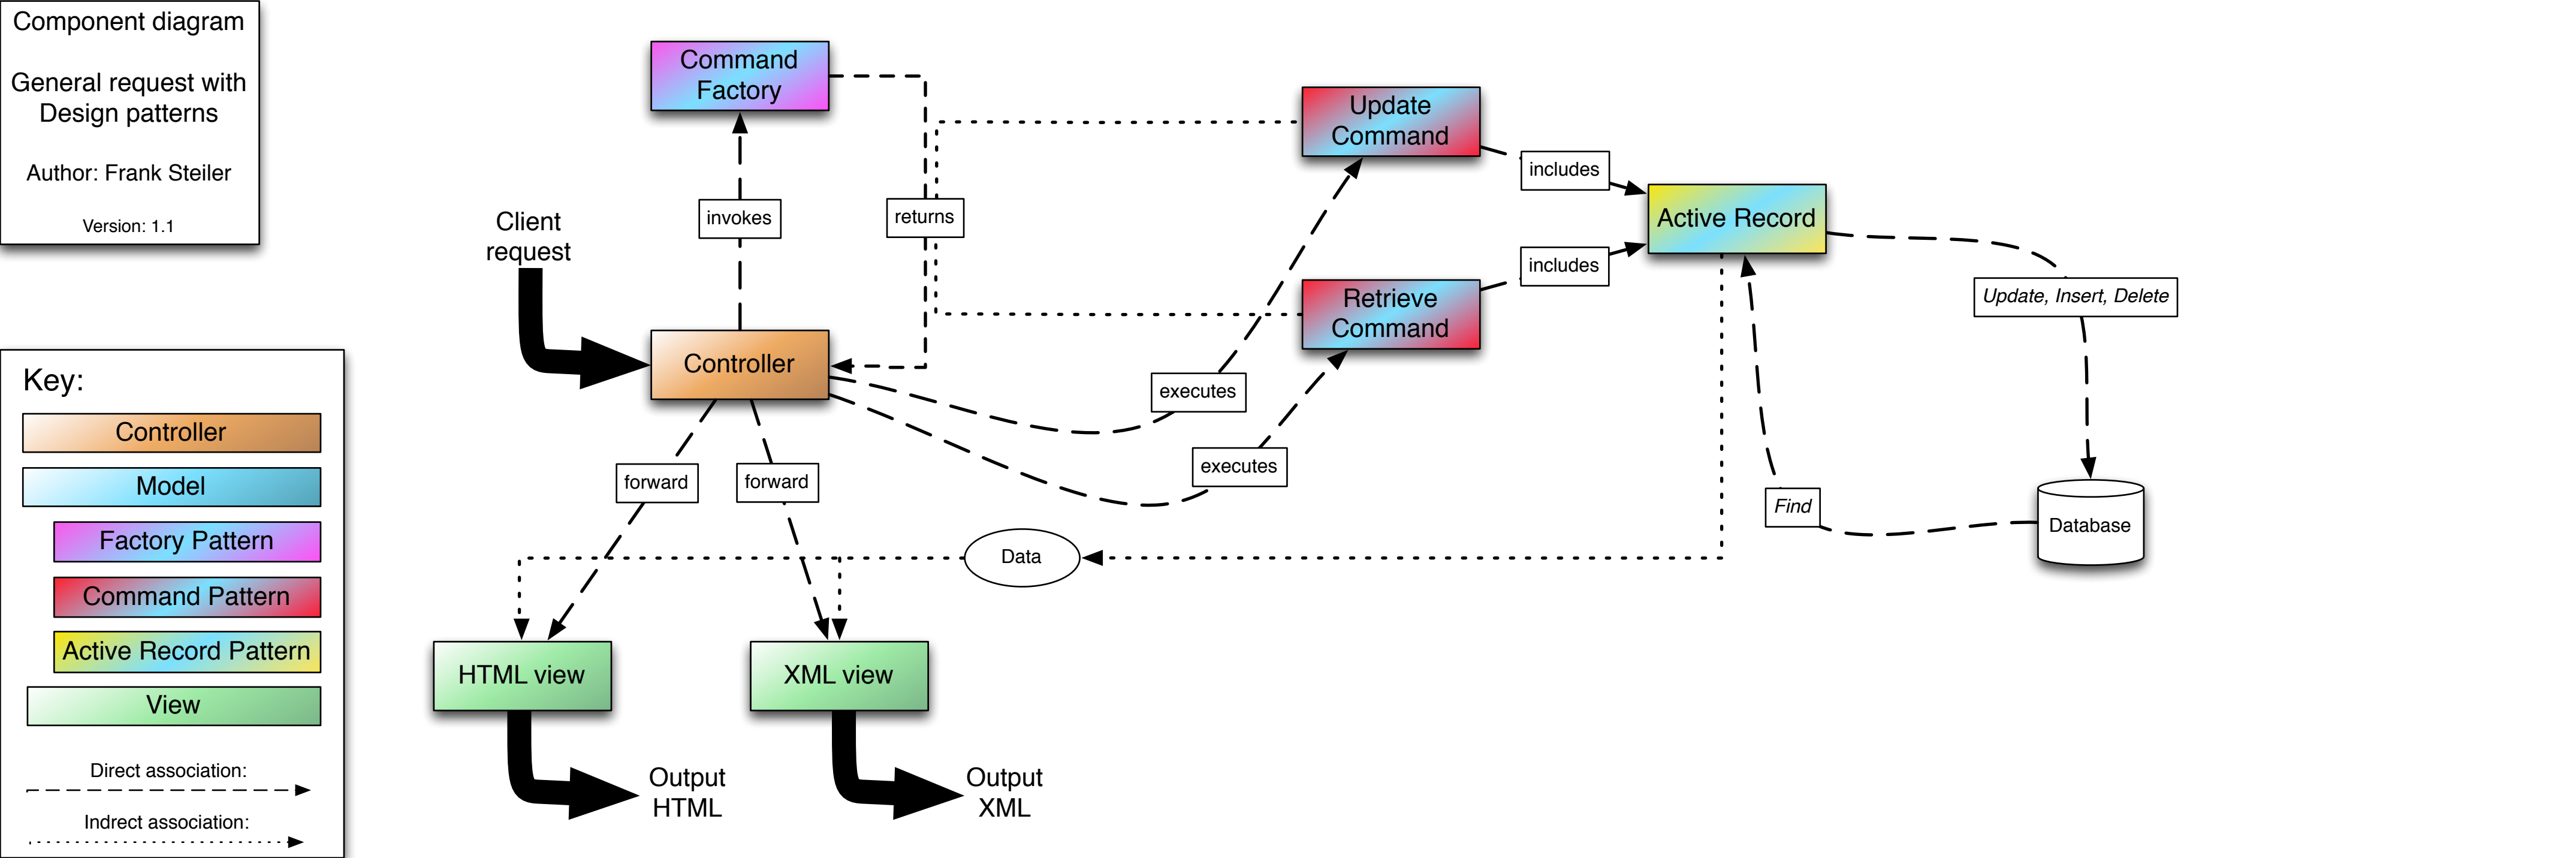 Component diagram
General request with
Design patterns
Author: Frank Steiler
Version: 1.1
Key:
Controller
Model
Factory Pattern
Command Pattern
Active Record Pattern
View
Direct association:
Indirect association:
Client
request
Command
Factory
invokes
returns
Controller
forward
forward
executes
executes
Update
Command
Retrieve
Command
includes
includes
Active Record
Update, Insert, Delete
Find
Database
Data
HTML view
XML view
Output
HTML
Output
XML